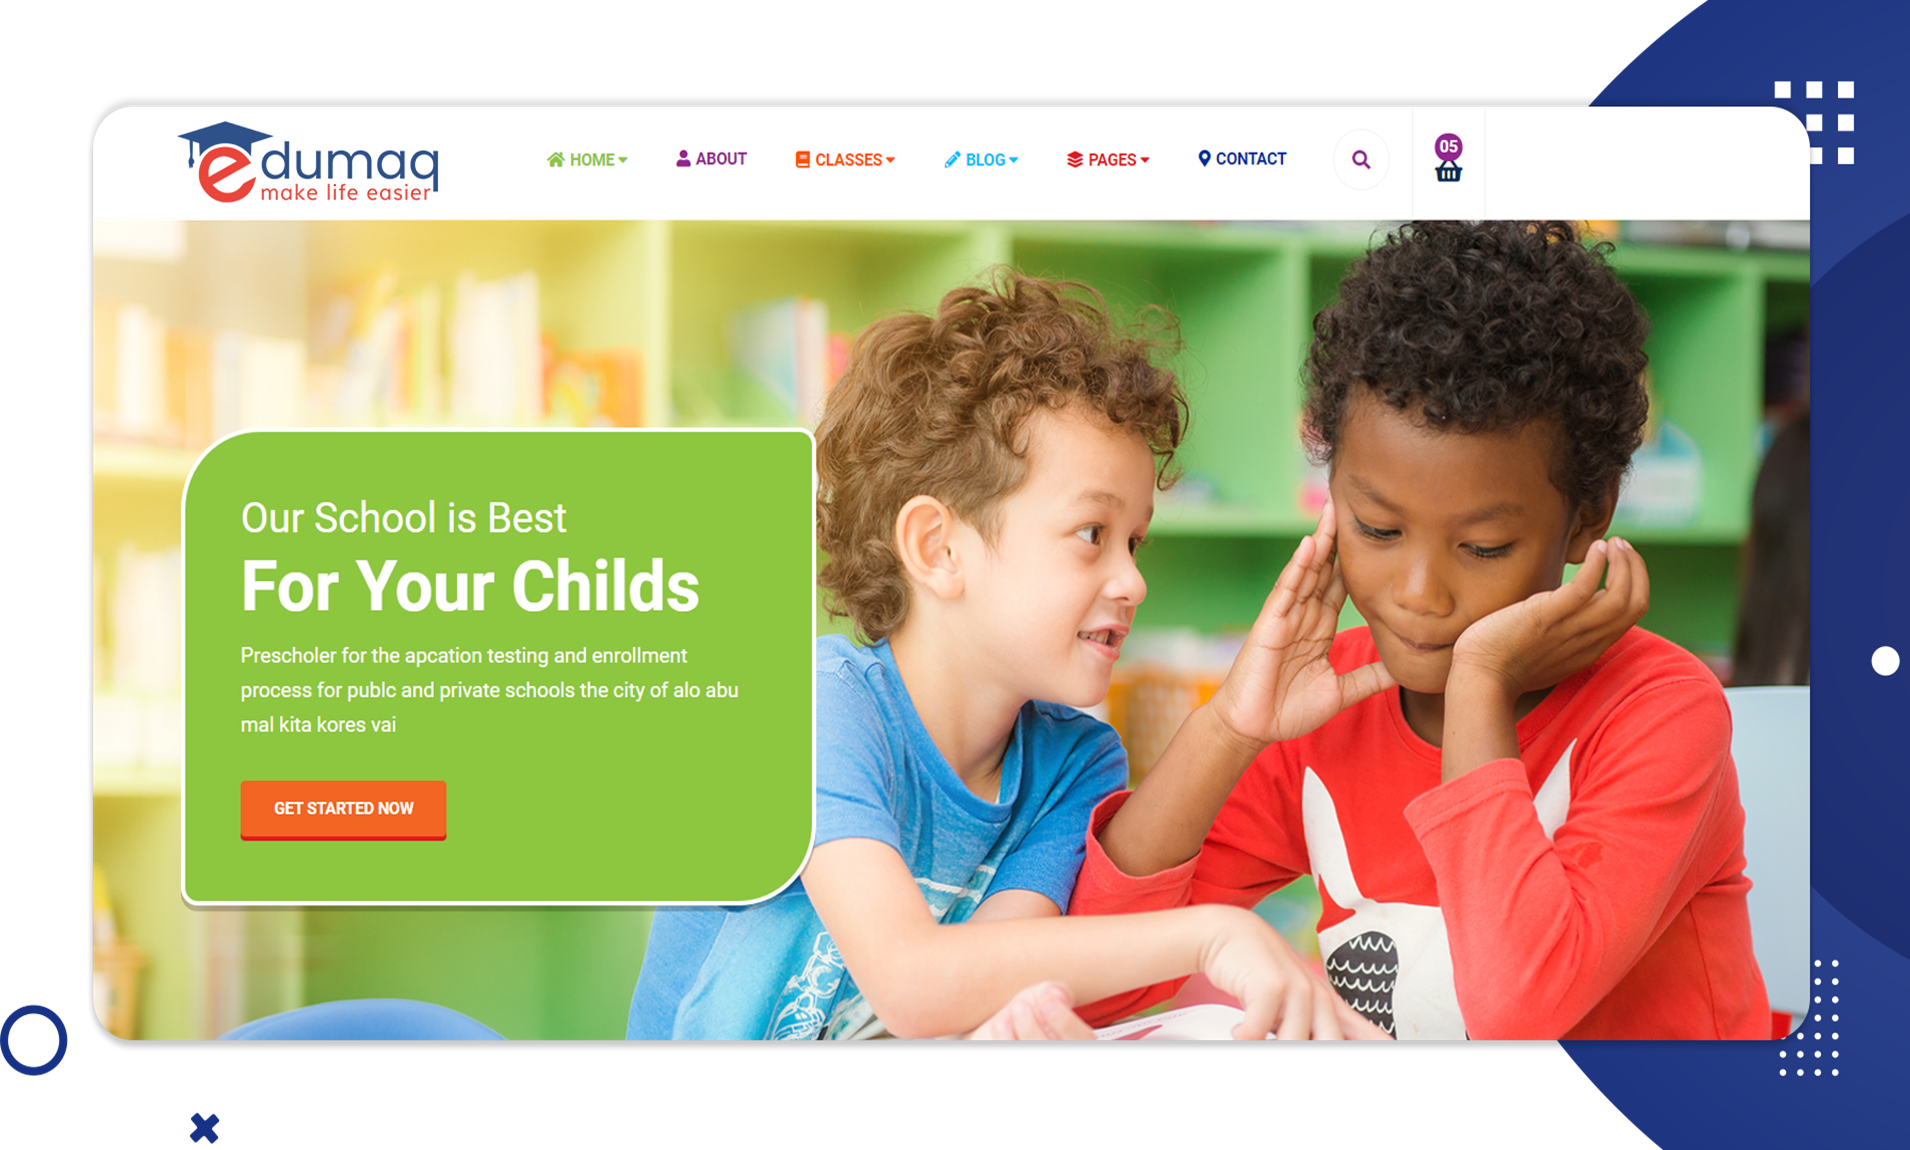 edumaq
make life easier
HOME
ABOUT
CLASSES
BLOG
PAGES
CONTACT
05
Our School is Best
For Your Childs
Prescholer for the apcation testing and enrollment
process for publc and private schools the city of alo abu
mal kita kores vai
GET STARTED NOW